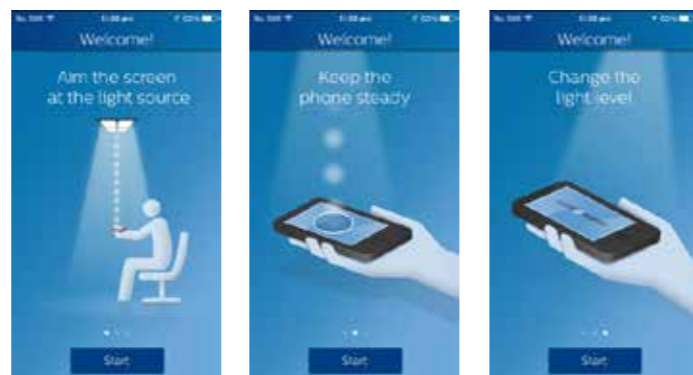 Welcome!
Aim the screen
at the light source
Start
Welcome!
Keep the
phone steady
Start
Welcome!
Change the
light level
Start